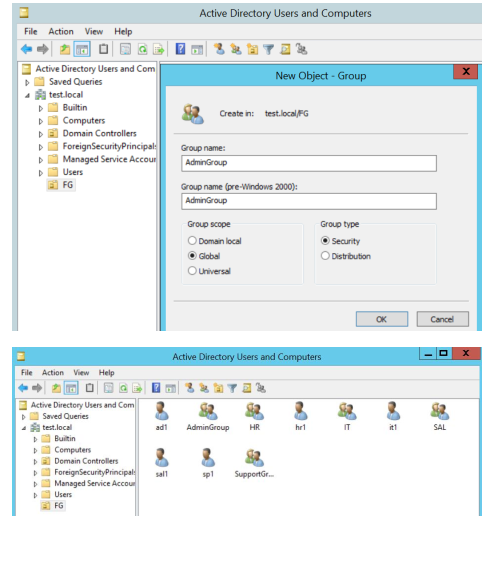 Active Directory Users and Computers
File Action View Help
Active Directory Users and Com
Saved Queries
test.local
Builtin
Computers
Domain Controllers
ForeignSecurityPrincipals
Managed Service Accour
Users
FG
New Object - Group
x
Create in: test.local/FG
Group name:
AdminGroup
Group name (pre-Windows 2000):
AdminGroup
Group scope
Domain local
Global
Universal
Group type
Security
Distribution
OK Cancel
Active Directory Users and Computers
x
File Action View Help
Active Directory Users and Com
Saved Queries
test.local
Builtin
Computers
Domain Controllers
ForeignSecurityPrincipals
Managed Service Accour
Users
FG
ad1 AdminGroup HR hr1 IT it1 SAL
sal1 sp1 SupportGr...